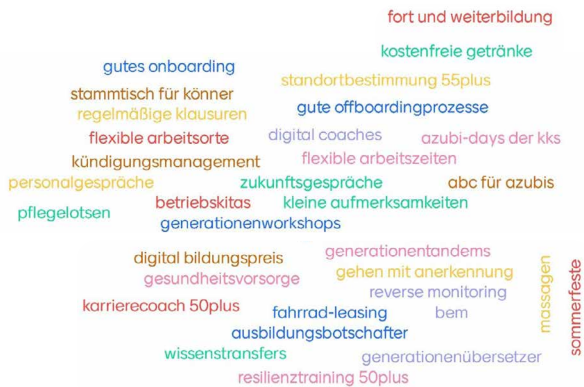 fort und weiterbildung
kostenfreie getränke
gutes onboarding
standortbestimmung 55plus
stammtisch für könner
gute offboardingprozesse
regelmäßige klausuren
flexible arbeitsorte
digital coaches
azubi-days der kks
kündigungsmanagement
flexible arbeitszeiten
personalgespräche
zukunftsgespräche
abc für azubis
betriebskitas
kleine aufmerksamkeiten
pflegelotsen
generationenworkshops
digital bildungspreis
generationentandems
gesundheitsvorsorge
gehen mit anerkennung
reverse monitoring
massagen
sommerfeste
karrierecoach 50plus
fahrrad-leasing
bem
ausbildungsbotschafter
wissenstransfers
generationenübersetzer
resilienztraining 50plus